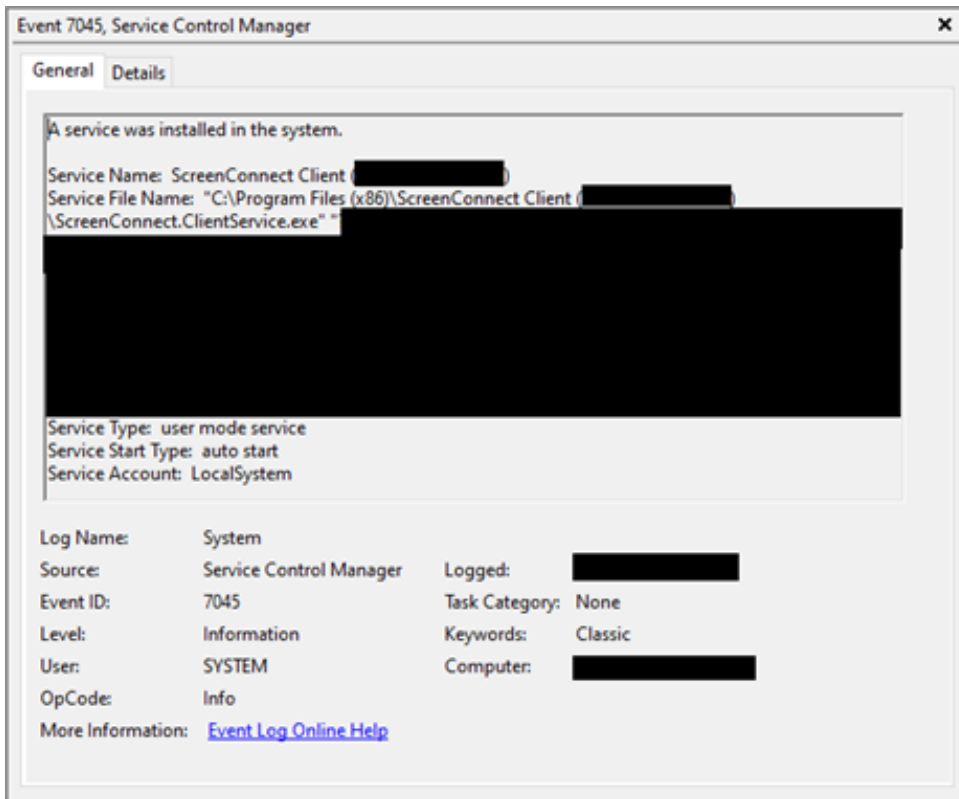 Event 7045, Service Control Manager
General Details
A service was installed in the system.
Service Name: ScreenConnect Client ( )
Service File Name: "C:\Program Files (x86)\ScreenConnect Client ( )
\ScreenConnect.ClientService.exe" "
Service Type: user mode service
Service Start Type: auto start
Service Account: LocalSystem
Log Name: System
Source: Service Control Manager Logged:
Event ID: 7045 Task Category: None
Level: Information Keywords: Classic
User: SYSTEM Computer:
OpCode: Info
More Information: Event Log Online Help